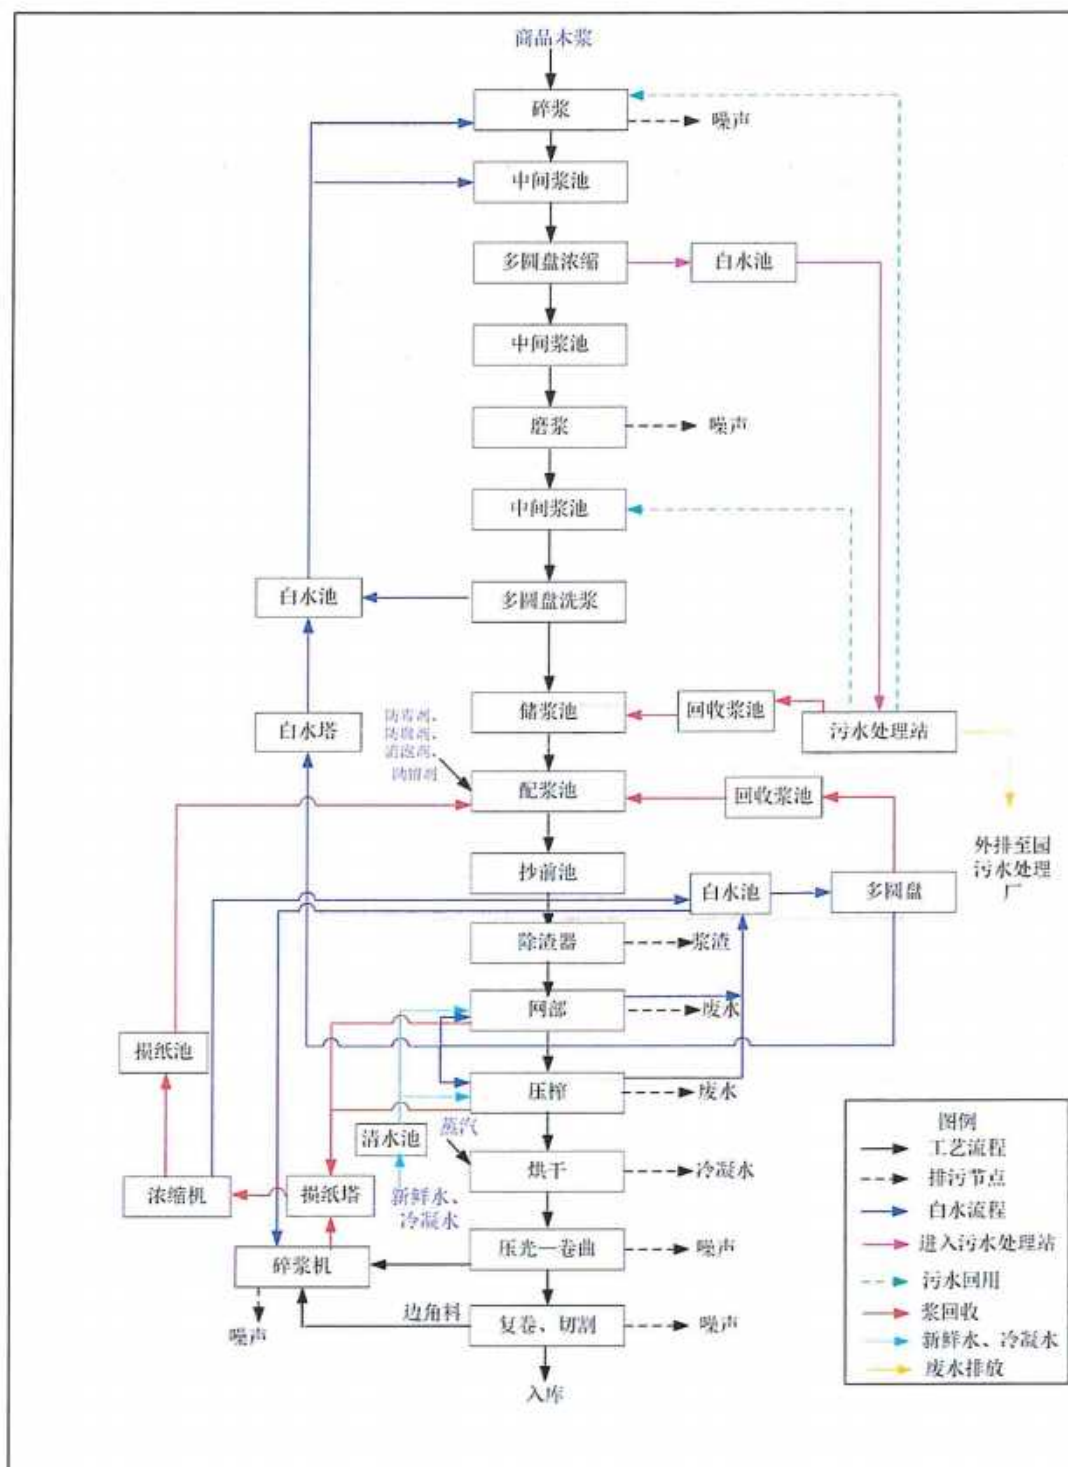 商品木浆
碎浆
噪声
中间浆池
多圆盘浓缩
白水池
中间浆池
磨浆
噪声
中间浆池
白水池
多圆盘洗浆
储浆池
回收浆池
污水处理站
白水塔
防腐剂、
消泡剂、
配浆池
回收浆池
外排至园
污水处理
厂
抄前池
白水池
多圆盘
除渣器
浆渣
网部
废水
损纸池
压榨
废水
清水池
蒸汽
烘干
冷凝水
浓缩机
损纸塔
新鲜水、
冷凝水
压光—卷曲
噪声
碎浆机
噪声
边角料
复卷、切割
噪声
入库
图例
工艺流程
排污节点
白水流程
进入污水处理站
污水回用
浆回收
新鲜水、冷凝水
废水排放